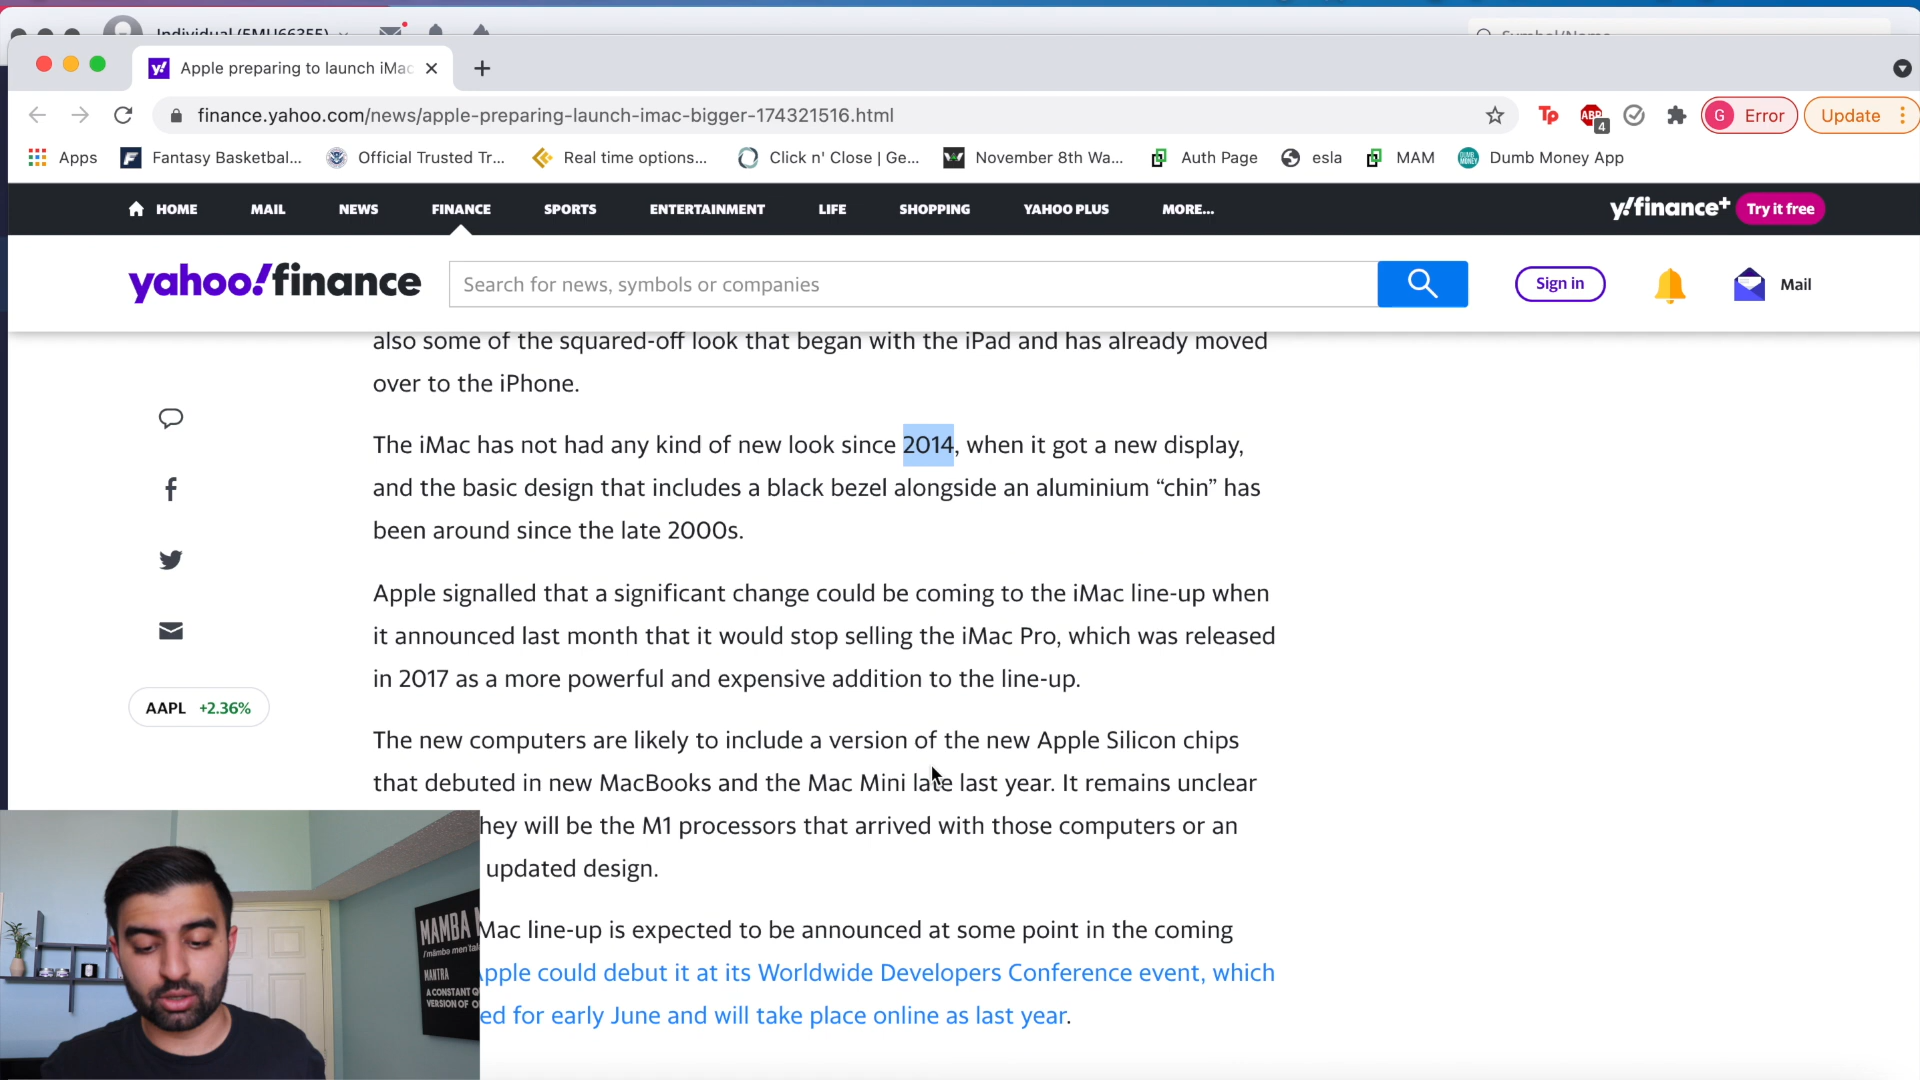 Individual (5MU66355)
Symbol/Name
Apple preparing to launch iMac
finance.yahoo.com/news/apple-preparing-launch-imac-bigger-174321516.html
Tp
ABP
4
G Error
Update
Apps
Fantasy Basketbal...
Official Trusted Tr...
Real time options...
Click n' Close | Ge...
November 8th Wa...
Auth Page
esla
MAM
Dumb Money App
HOME MAIL NEWS FINANCE SPORTS ENTERTAINMENT LIFE SHOPPING YAHOO PLUS MORE...
y!finance+ Try it free
yahoo!finance
Search for news, symbols or companies
Sign in
Mail
also some of the squared-off look that began with the iPad and has already moved
over to the iPhone.
The iMac has not had any kind of new look since 2014, when it got a new display,
and the basic design that includes a black bezel alongside an aluminium “chin” has
been around since the late 2000s.
Apple signalled that a significant change could be coming to the iMac line-up when
it announced last month that it would stop selling the iMac Pro, which was released
in 2017 as a more powerful and expensive addition to the line-up.
AAPL +2.36%
The new computers are likely to include a version of the new Apple Silicon chips
that debuted in new MacBooks and the Mac Mini late last year. It remains unclear
hey will be the M1 processors that arrived with those computers or an
updated design.
Mac line-up is expected to be announced at some point in the coming
pple could debut it at its Worldwide Developers Conference event, which
ed for early June and will take place online as last year.
MAMBA M
/'mämbə men'tal
MANTRA
A CONSTANT Q
VERSION OF O